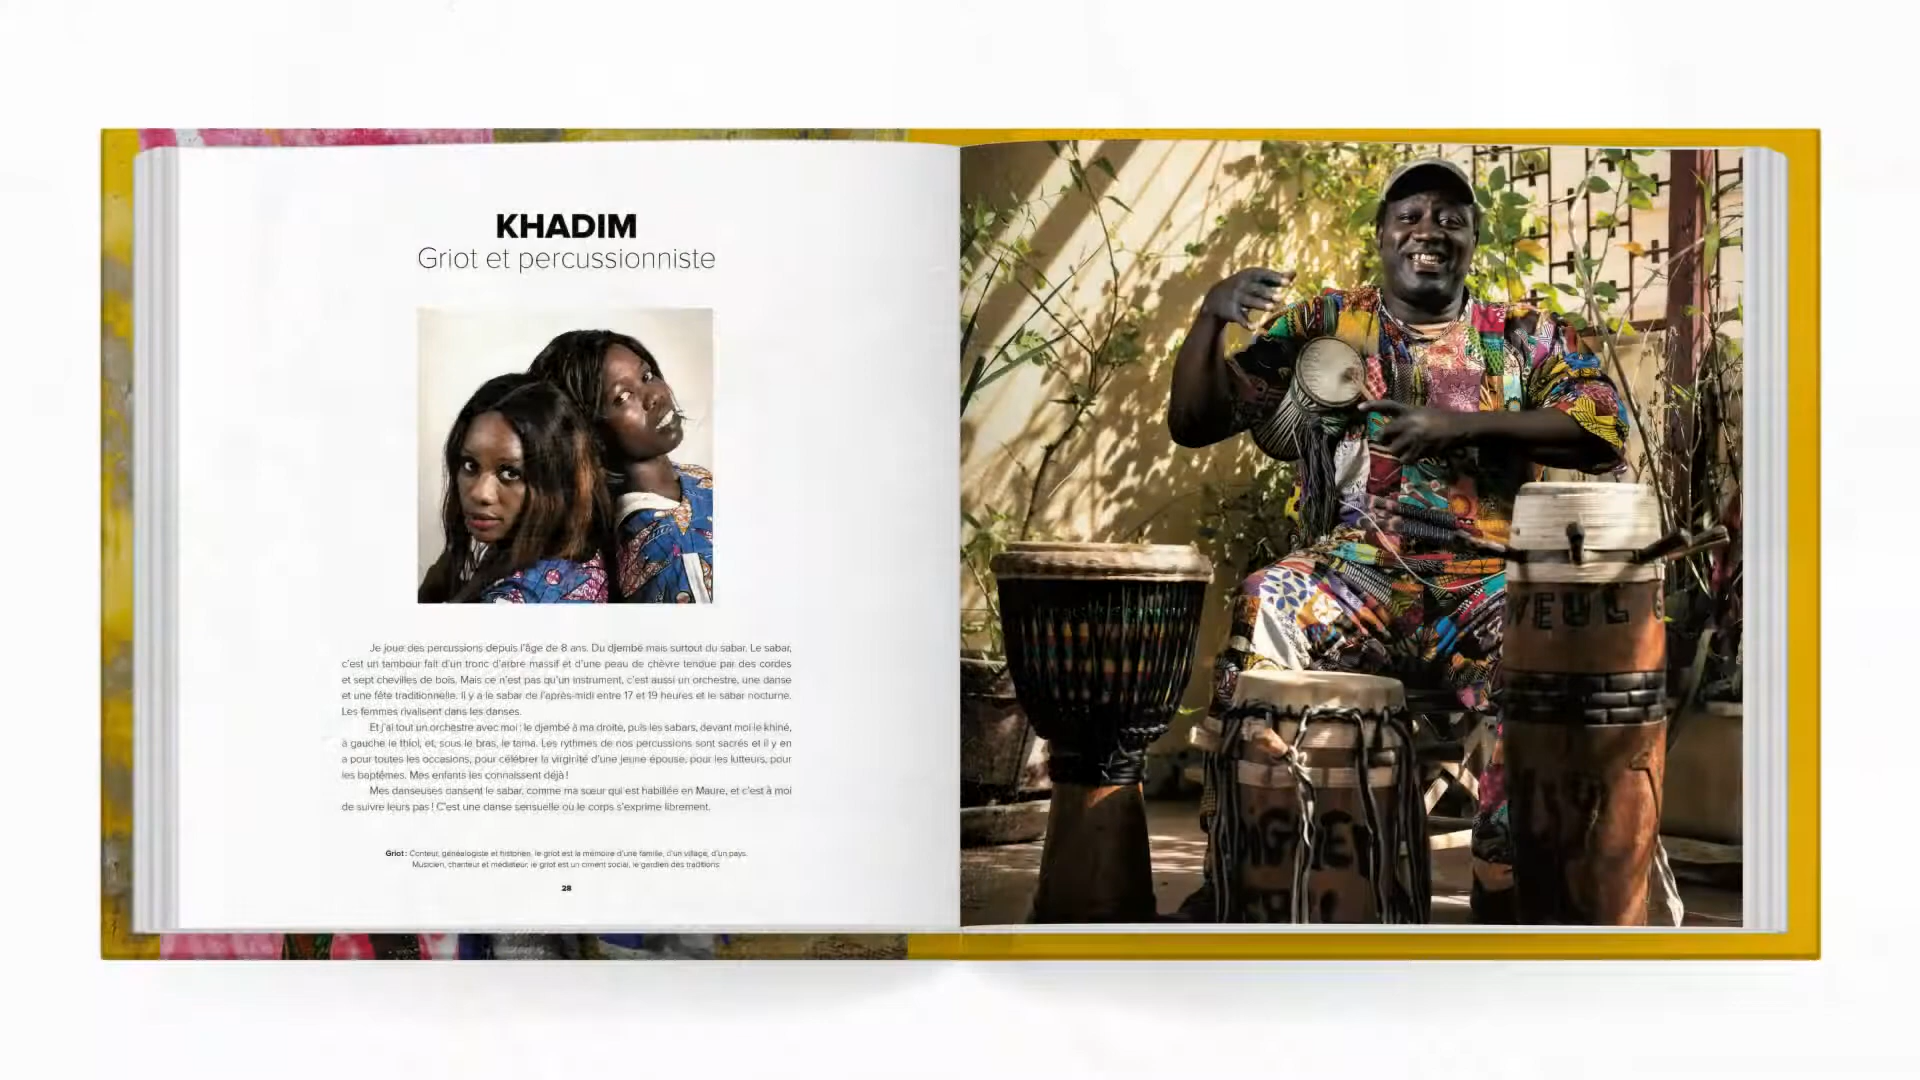 KHADIM
Griot et percussionniste
Je joue des percussions depuis l'âge de 8 ans. Du djembé mais surtout du sabar. Le sabar,
c'est un tambour fait d'un tronc d'arbre massif et d'une peau de chèvre tendue par des cordes
et sept chevilles de bois. Mais ce n'est pas qu'un instrument, c'est aussi un orchestre, une danse
et une fête traditionnelle. Il y a le sabar de l'après-midi entre 17 et 19 heures et le sabar nocturne.
Les femmes rivalisent dans les danses.
Et j'ai tout un orchestre avec moi : le djembé à ma droite, puis les sabars, devant moi le khine,
à gauche le thiol, et, sous le bras, le tama. Les rythmes de nos percussions sont sacrés et il y en
a pour toutes les occasions, pour célébrer la virginité d'une jeune épouse, pour les lutteurs, pour
les baptêmes. Mes enfants les connaissent déjà !
Mes danseuses dansent le sabar, comme ma sœur qui est habillée en Maure, et c'est à moi
de suivre leurs pas ! C'est une danse sensuelle où le corps s'exprime librement.
Griot : Conteur, généalogiste et historien, le griot est la mémoire d'une famille, d'un village, d'un pays.
Musicien, chanteur et médiateur, le griot est un ciment social, le gardien des traditions.
28
WEUL